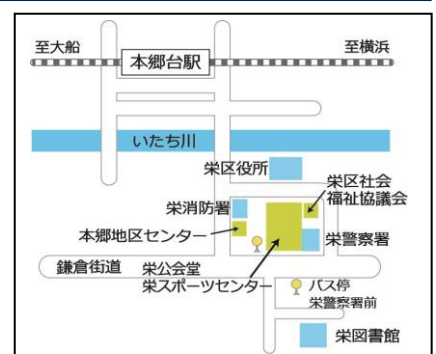 至大船
本郷台駅
至横浜
いたち川
栄区役所
栄消防署
栄区社会
福祉協議会
本郷地区センター
栄警察署
鎌倉街道
栄公会堂
栄スポーツセンター
バス停
栄警察署前
栄図書館